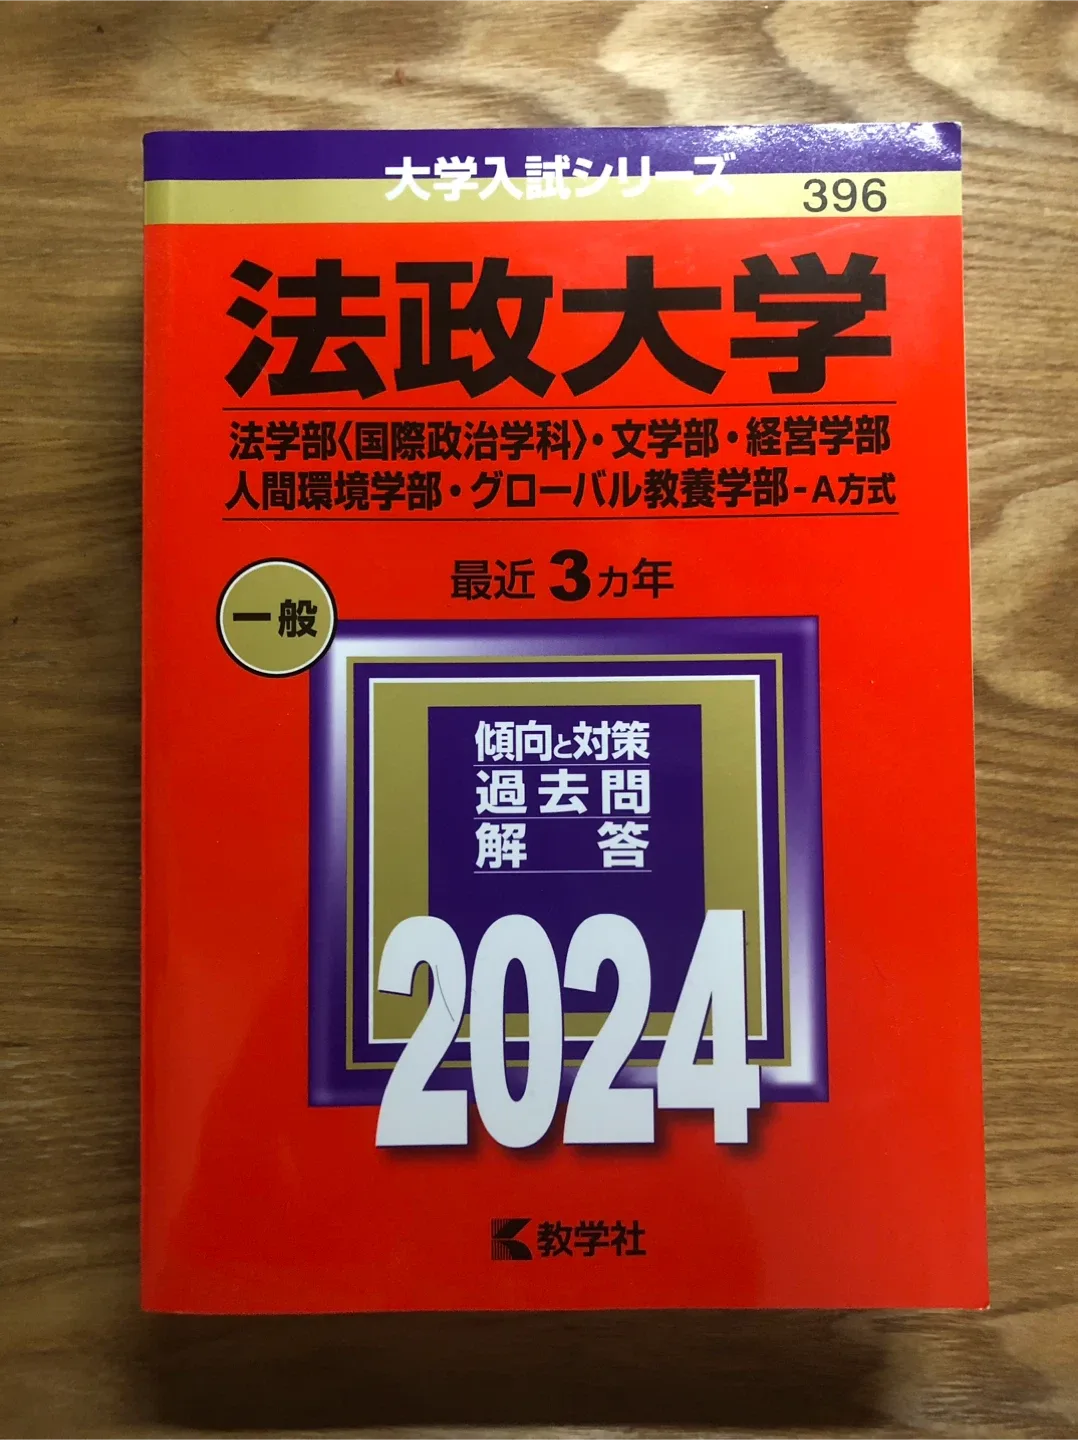 大学入試シリーズ
396
法政大学
法学部〈国際政治学科〉・文学部・経営学部
人間環境学部・グローバル教養学部-A方式
最近3カ年
一般
傾向と対策
過去問
解答
2024
教学社